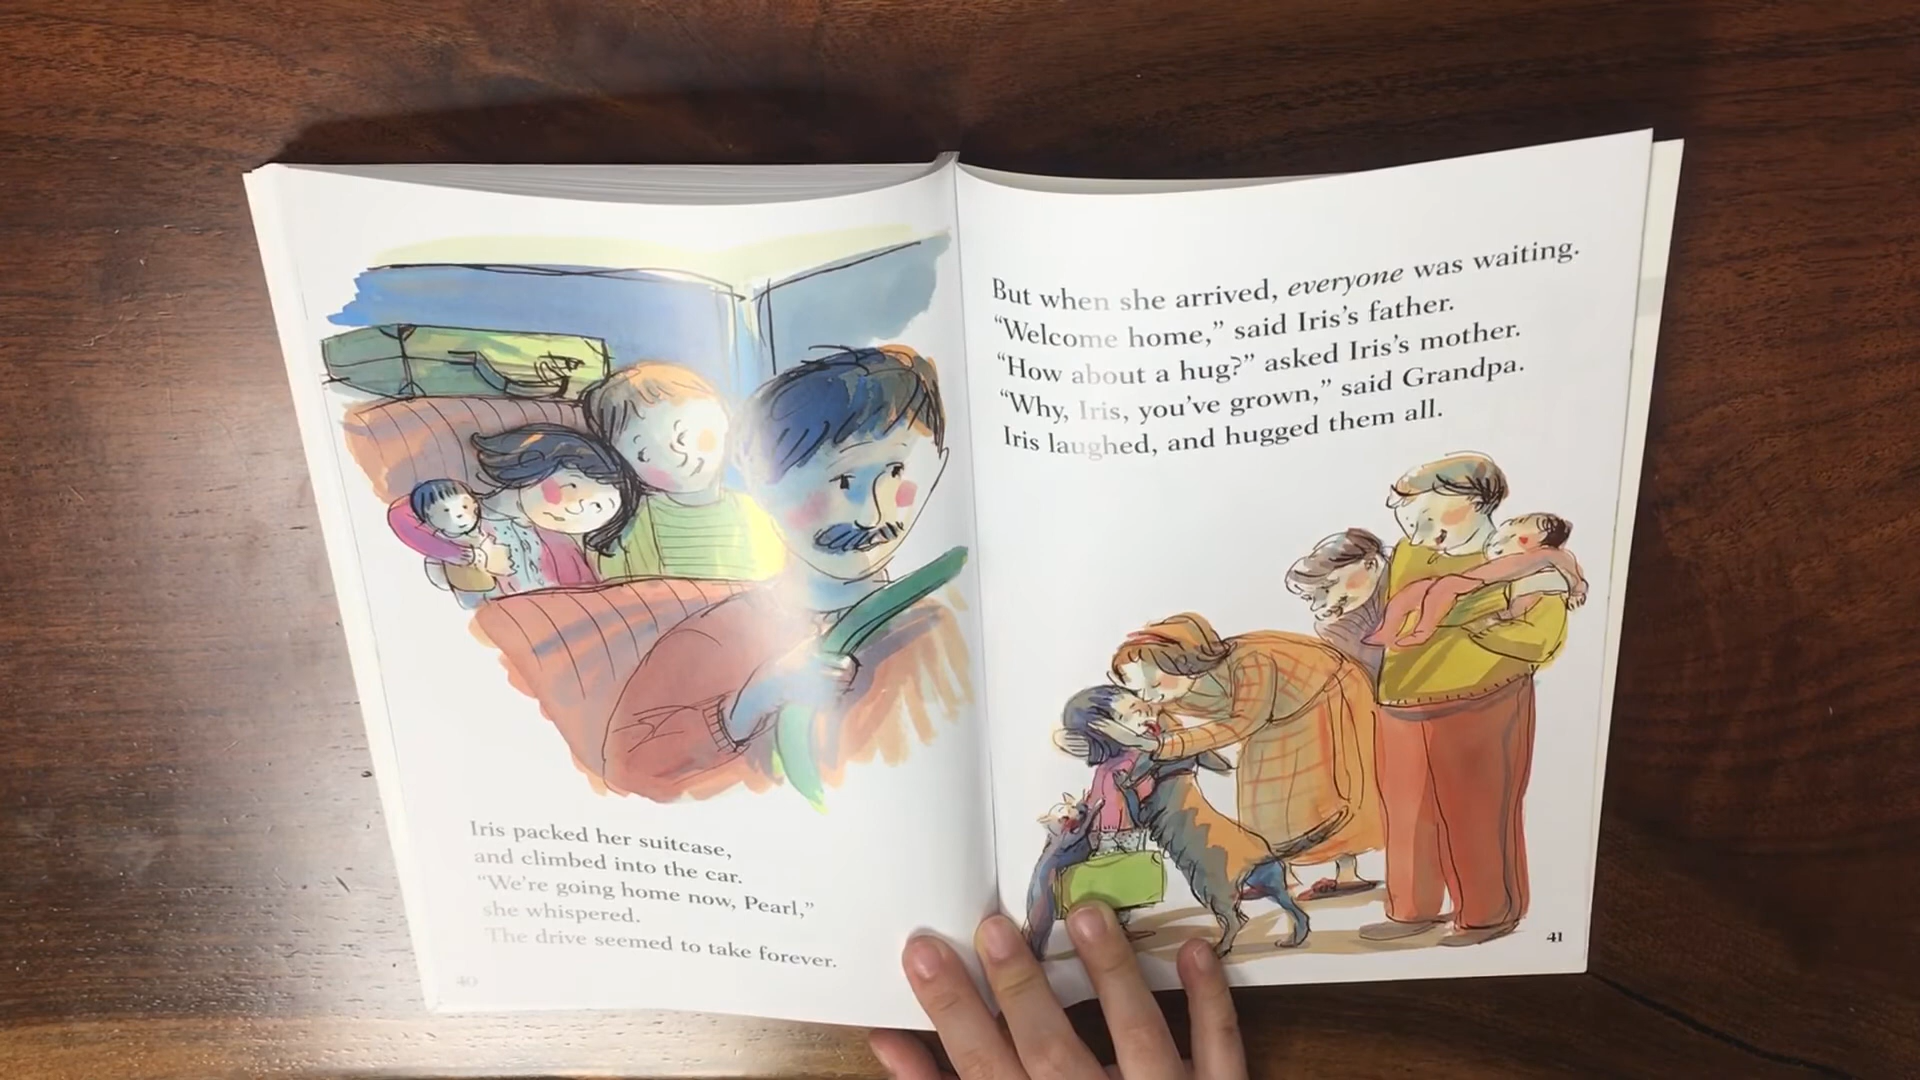 Iris packed her suitcase,
and climbed into the car.
“We’re going home now, Pearl,”
she whispered.
The drive seemed to take forever.
40
But when she arrived, everyone was waiting.
“Welcome home,” said Iris’s father.
“How about a hug?” asked Iris’s mother.
“Why, Iris, you’ve grown,” said Grandpa.
Iris laughed, and hugged them all.
41